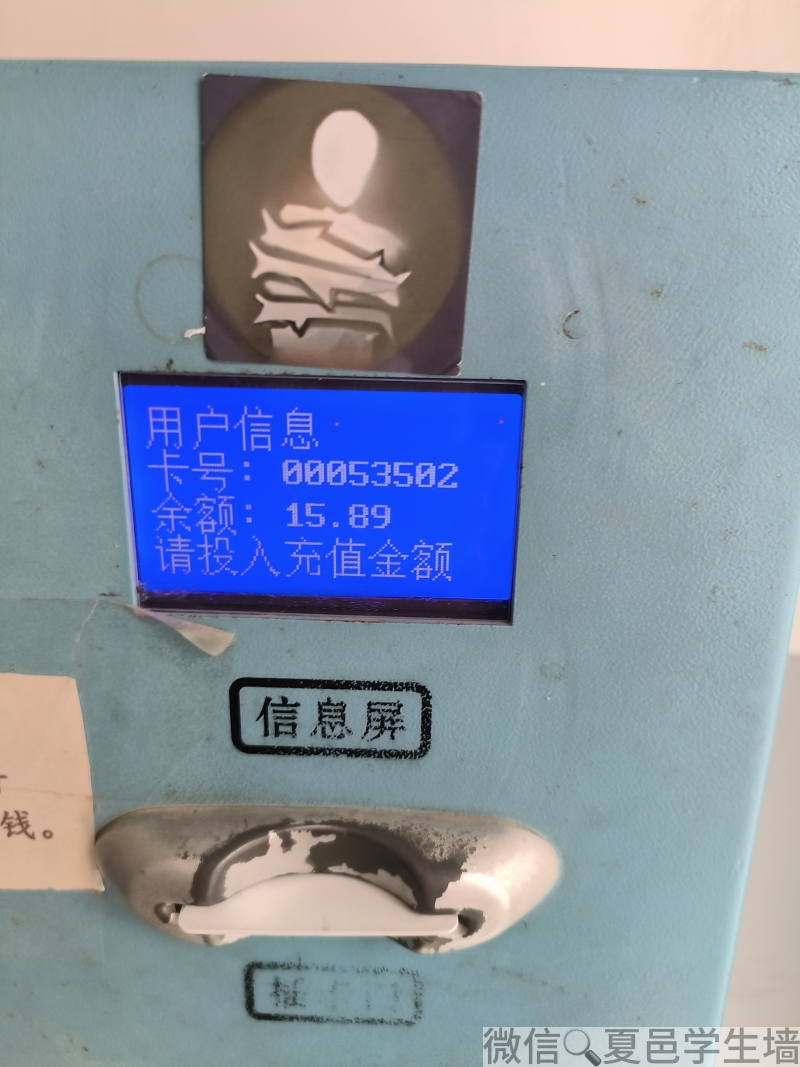 用户信息
卡号：00053502
余额：15.89
请投入充值金额
信息屏
钱。
微信🔍夏邑学生墙